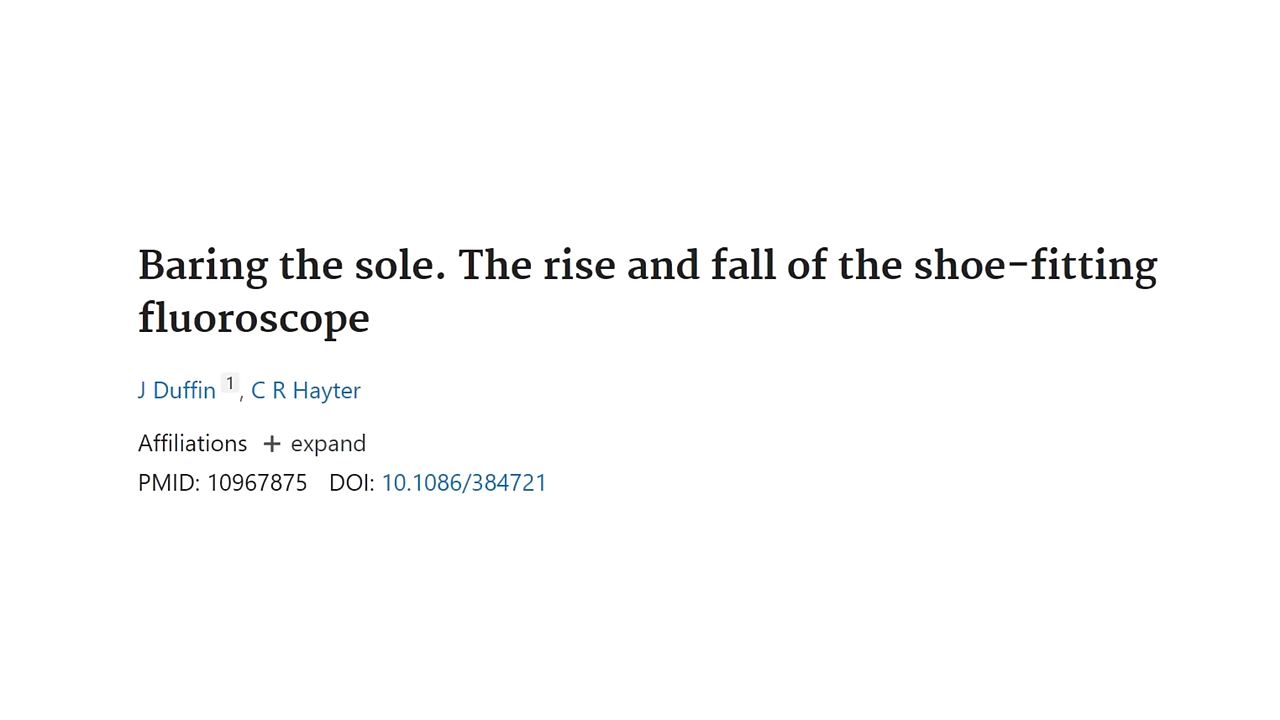 Baring the sole. The rise and fall of the shoe-fitting
fluoroscope
J Duffin 1, C R Hayter
Affiliations + expand
PMID: 10967875 DOI: 10.1086/384721